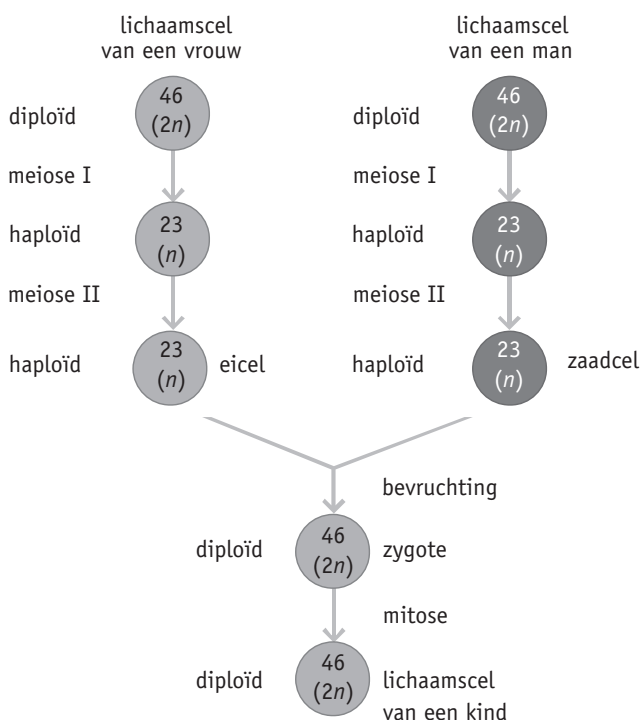 lichaamscel
van een vrouw
lichaamscel
van een man
diploïd
46
(2n)
diploïd
46
(2n)
meiose I
meiose I
haploïd
23
(n)
haploïd
23
(n)
meiose II
meiose II
haploïd
23
(n)
eicel
haploïd
23
(n)
zaadcel
bevruchting
diploïd
46
(2n)
zygote
mitose
diploïd
46
(2n)
lichaamscel
van een kind